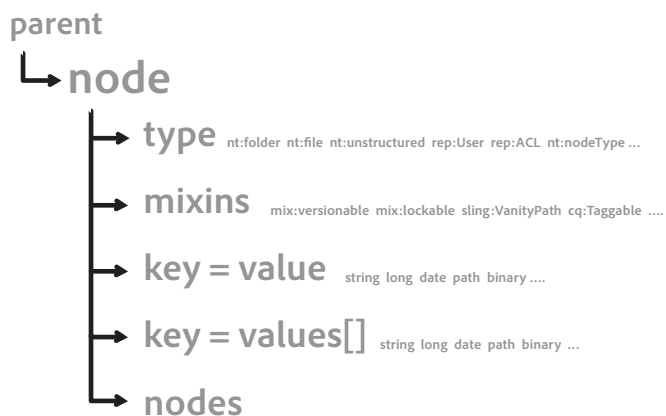 parent
node
type nt:folder nt:file nt:unstructured rep:User rep:ACL nt:nodeType ...
mixins mix:versionable mix:lockable sling:VanityPath cq:Taggable ....
key = value string long date path binary ....
key = values[] string long date path binary ...
nodes